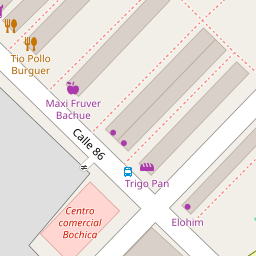 Tio Pollo
Burguer
Maxi Fruver
Bachue
Calle 86
Trigo Pan
Centro
comercial
Bochica
Elohim